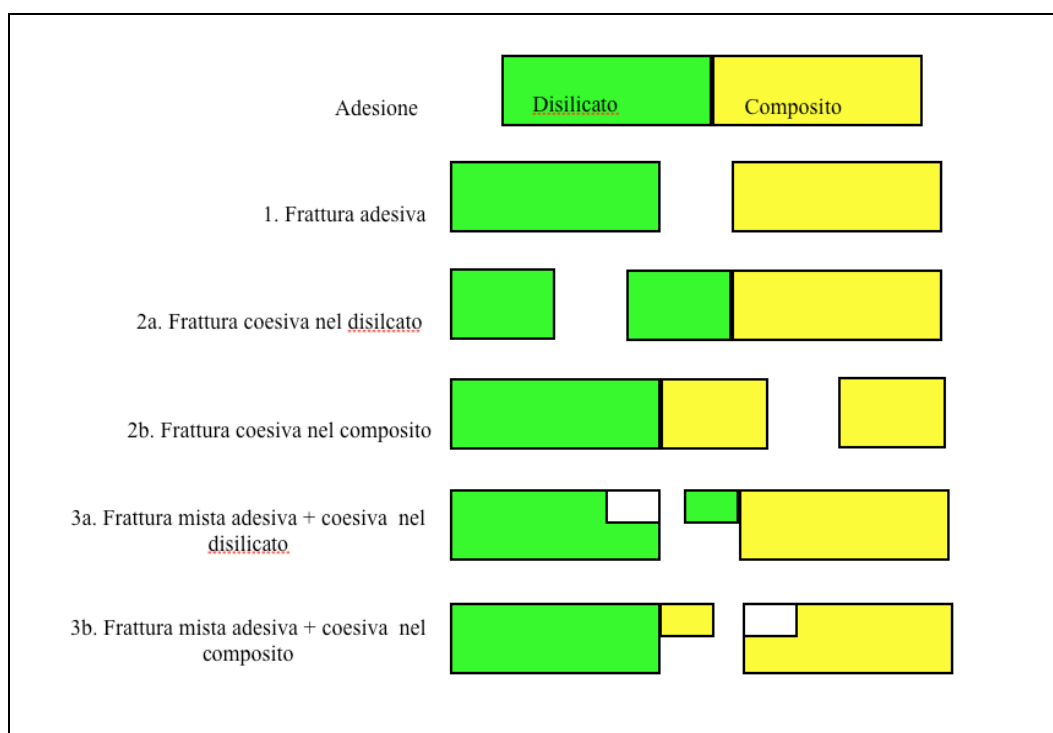 Adesione
Disilicato
Composito
1. Frattura adesiva
2a. Frattura coesiva nel disilcato
2b. Frattura coesiva nel composito
3a. Frattura mista adesiva + coesiva nel
disilicato
3b. Frattura mista adesiva + coesiva nel
composito